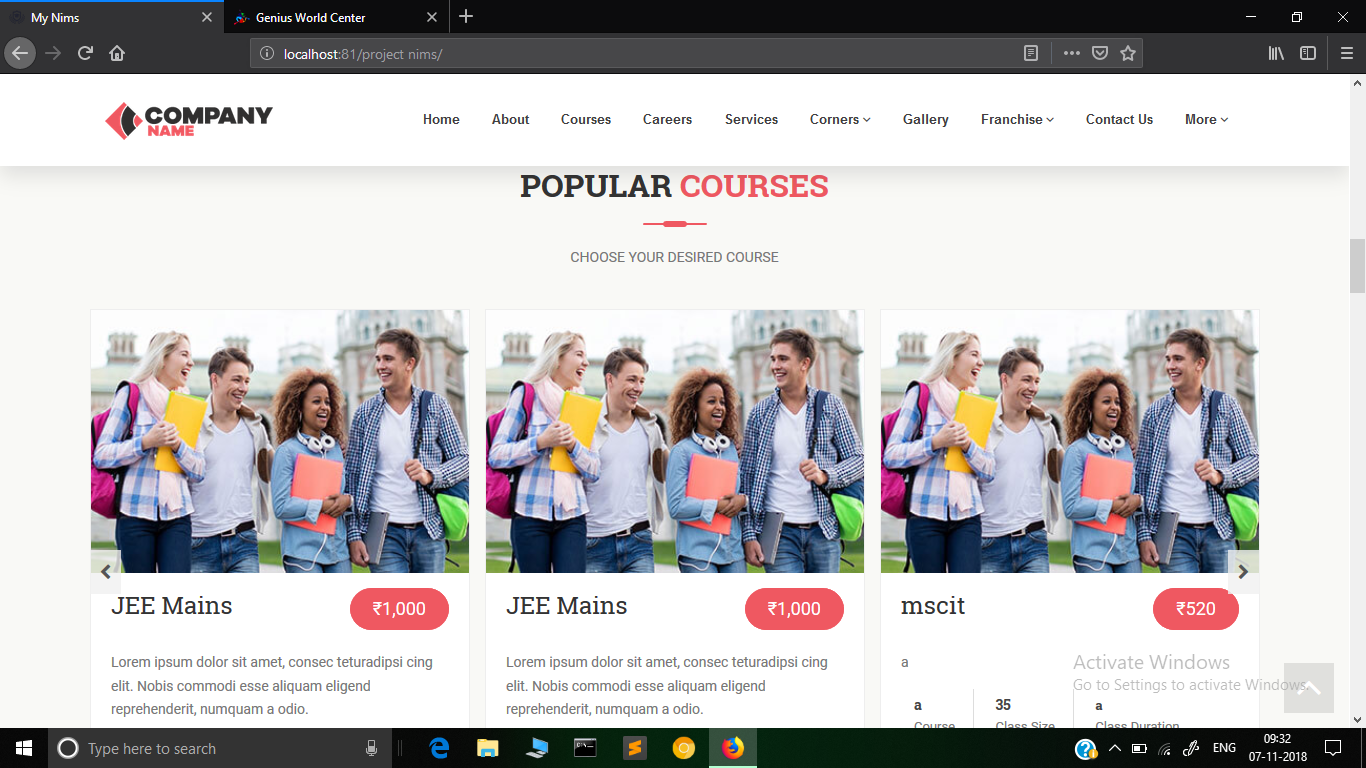 My Nims
Genius World Center
localhost:81/project nims/
COMPANY
NAME
Home About Courses Careers Services Corners Gallery Franchise Contact Us More
POPULAR COURSES
CHOOSE YOUR DESIRED COURSE
JEE Mains ₹1,000
Lorem ipsum dolor sit amet, consec teturadipsi cing
elit. Nobis commodi esse aliquam eligend
reprehenderit, numquam a odio.
JEE Mains ₹1,000
Lorem ipsum dolor sit amet, consec teturadipsi cing
elit. Nobis commodi esse aliquam eligend
reprehenderit, numquam a odio.
mscit ₹520
a
a 35 a
Course Class Size Class Duration
Activate Windows
Go to Settings to activate Windows.
Type here to search
ENG
09:32
07-11-2018